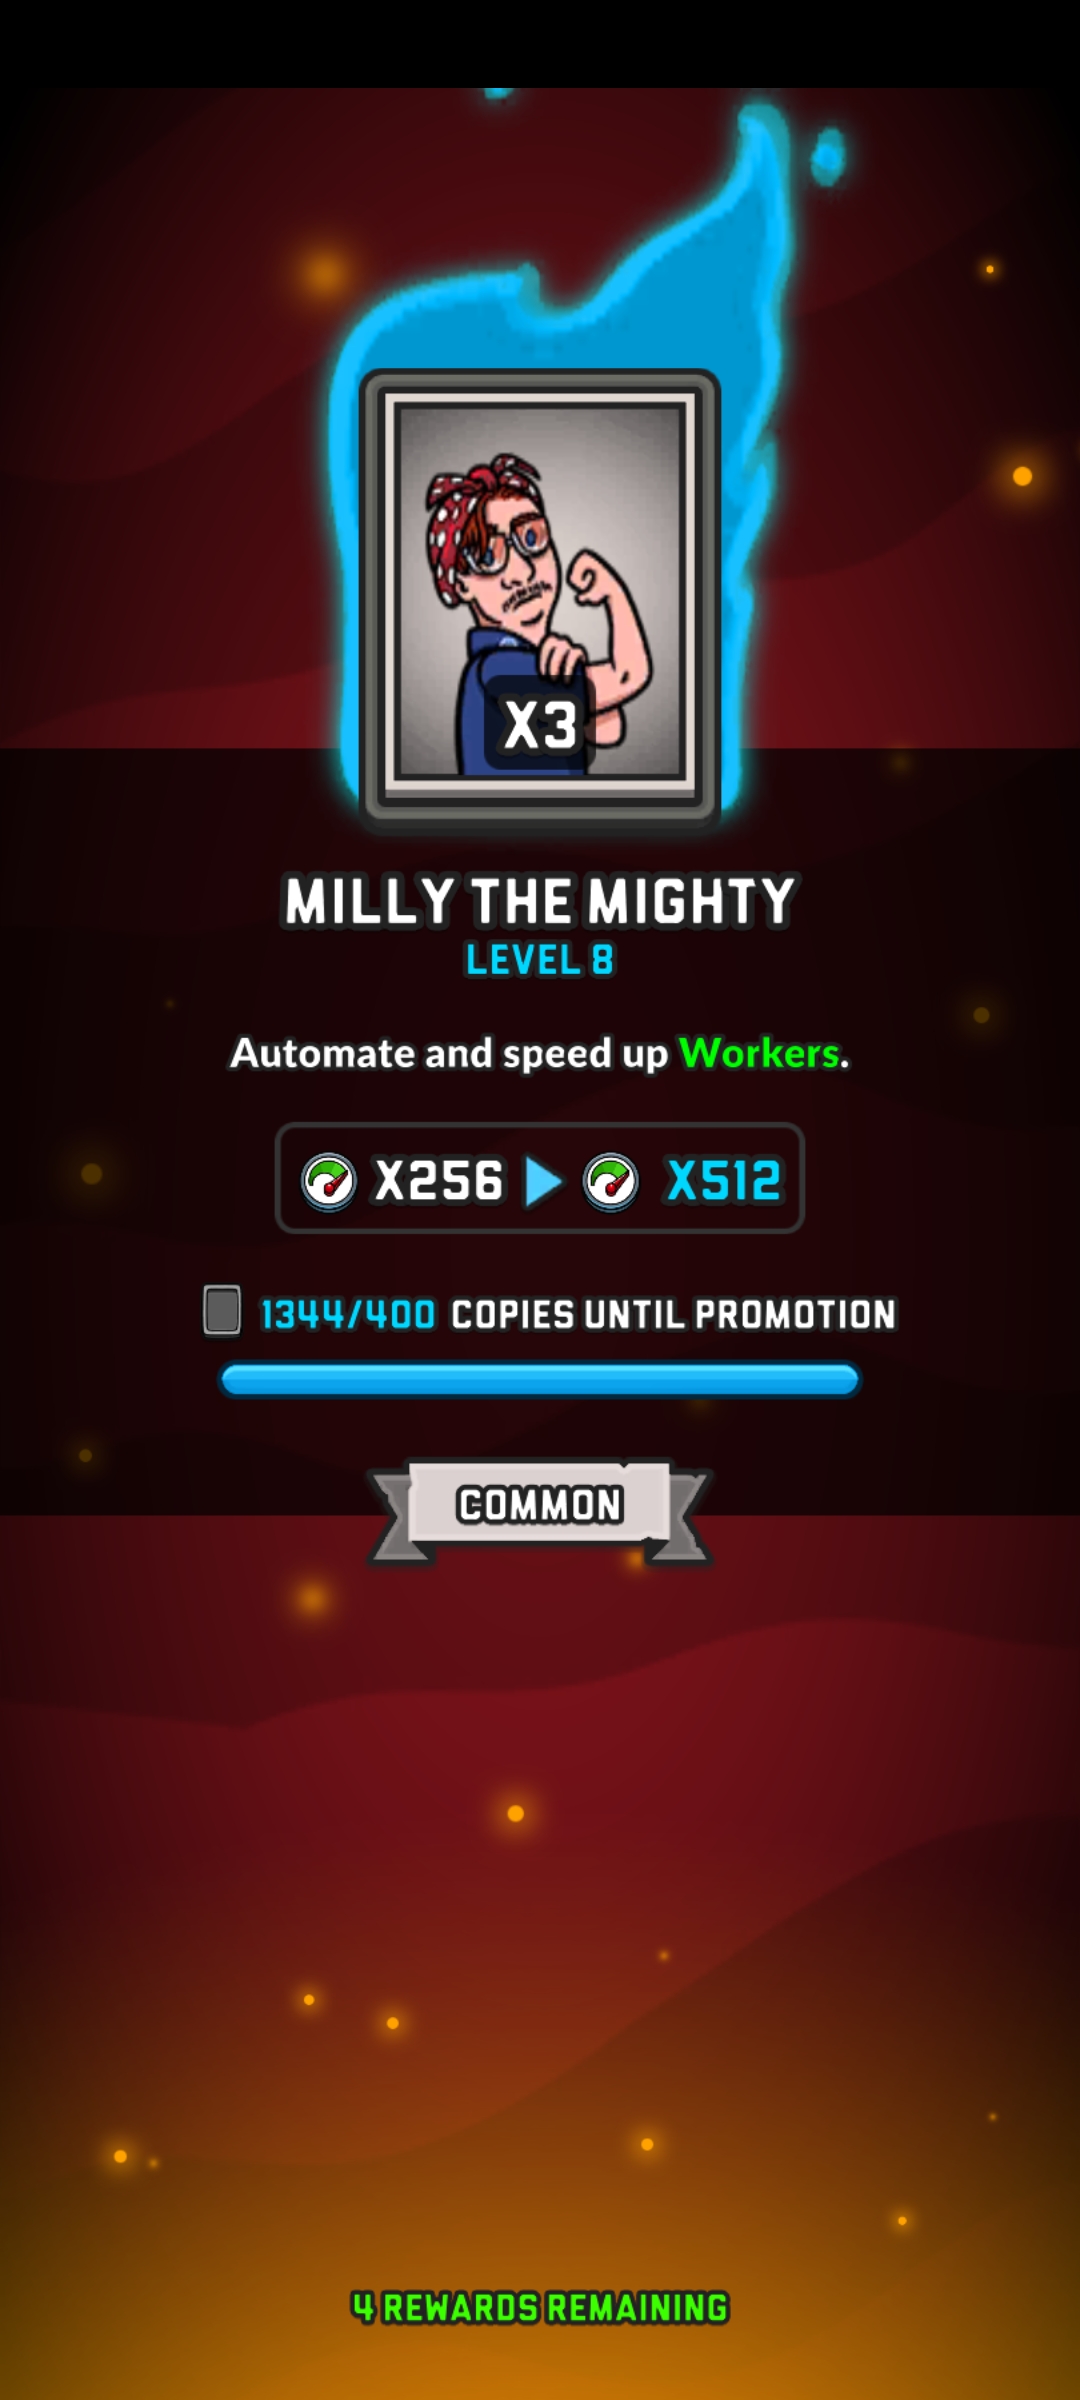 X3
MILLY THE MIGHTY
LEVEL 8
Automate and speed up Workers.
X256 X512
1344/400 COPIES UNTIL PROMOTION
COMMON
4 REWARDS REMAINING